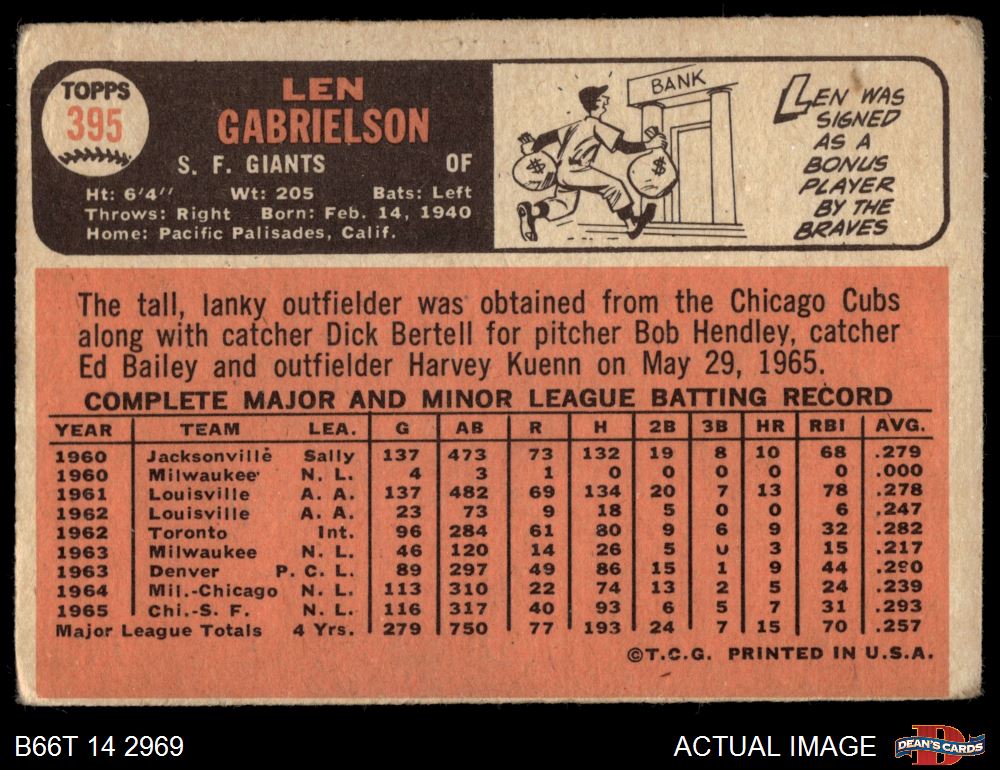 TOPPS
395
LEN
GABRIELSON
S. F. GIANTS OF
Ht: 6'4" Wt: 205 Bats: Left
Throws: Right Born: Feb. 14, 1940
Home: Pacific Palisades, Calif.
BANK
$ $
LEN WAS
SIGNED
AS A
BONUS
PLAYER
BY THE
BRAVES
The tall, lanky outfielder was obtained from the Chicago Cubs
along with catcher Dick Bertell for pitcher Bob Hendley, catcher
Ed Bailey and outfielder Harvey Kuenn on May 29, 1965.
COMPLETE MAJOR AND MINOR LEAGUE BATTING RECORD
YEAR TEAM LEA. G AB R H 2B 3B HR RBI AVG.
1960 Jacksonville Sally 137 473 73 132 19 8 10 68 .279
1960 Milwaukee N. L. 4 3 1 0 0 0 0 0 .000
1961 Louisville A. A. 137 482 69 134 20 7 13 78 .278
1962 Louisville A. A. 23 73 9 18 5 0 0 6 .247
1962 Toronto Int. 96 284 61 80 9 6 9 32 .282
1963 Milwaukee N. L. 46 120 14 26 5 0 3 15 .217
1963 Denver P. C. L. 89 297 49 86 15 1 9 44 .290
1964 Mil.-Chicago N. L. 113 310 22 74 13 2 5 24 .239
1965 Chi.-S. F. N. L. 116 317 40 93 6 5 7 31 .293
Major League Totals 4 Yrs. 279 750 77 193 24 7 15 70 .257
©T.C.G. PRINTED IN U.S.A.
B66T 14 2969
ACTUAL IMAGE
D
DEAN'S CARDS